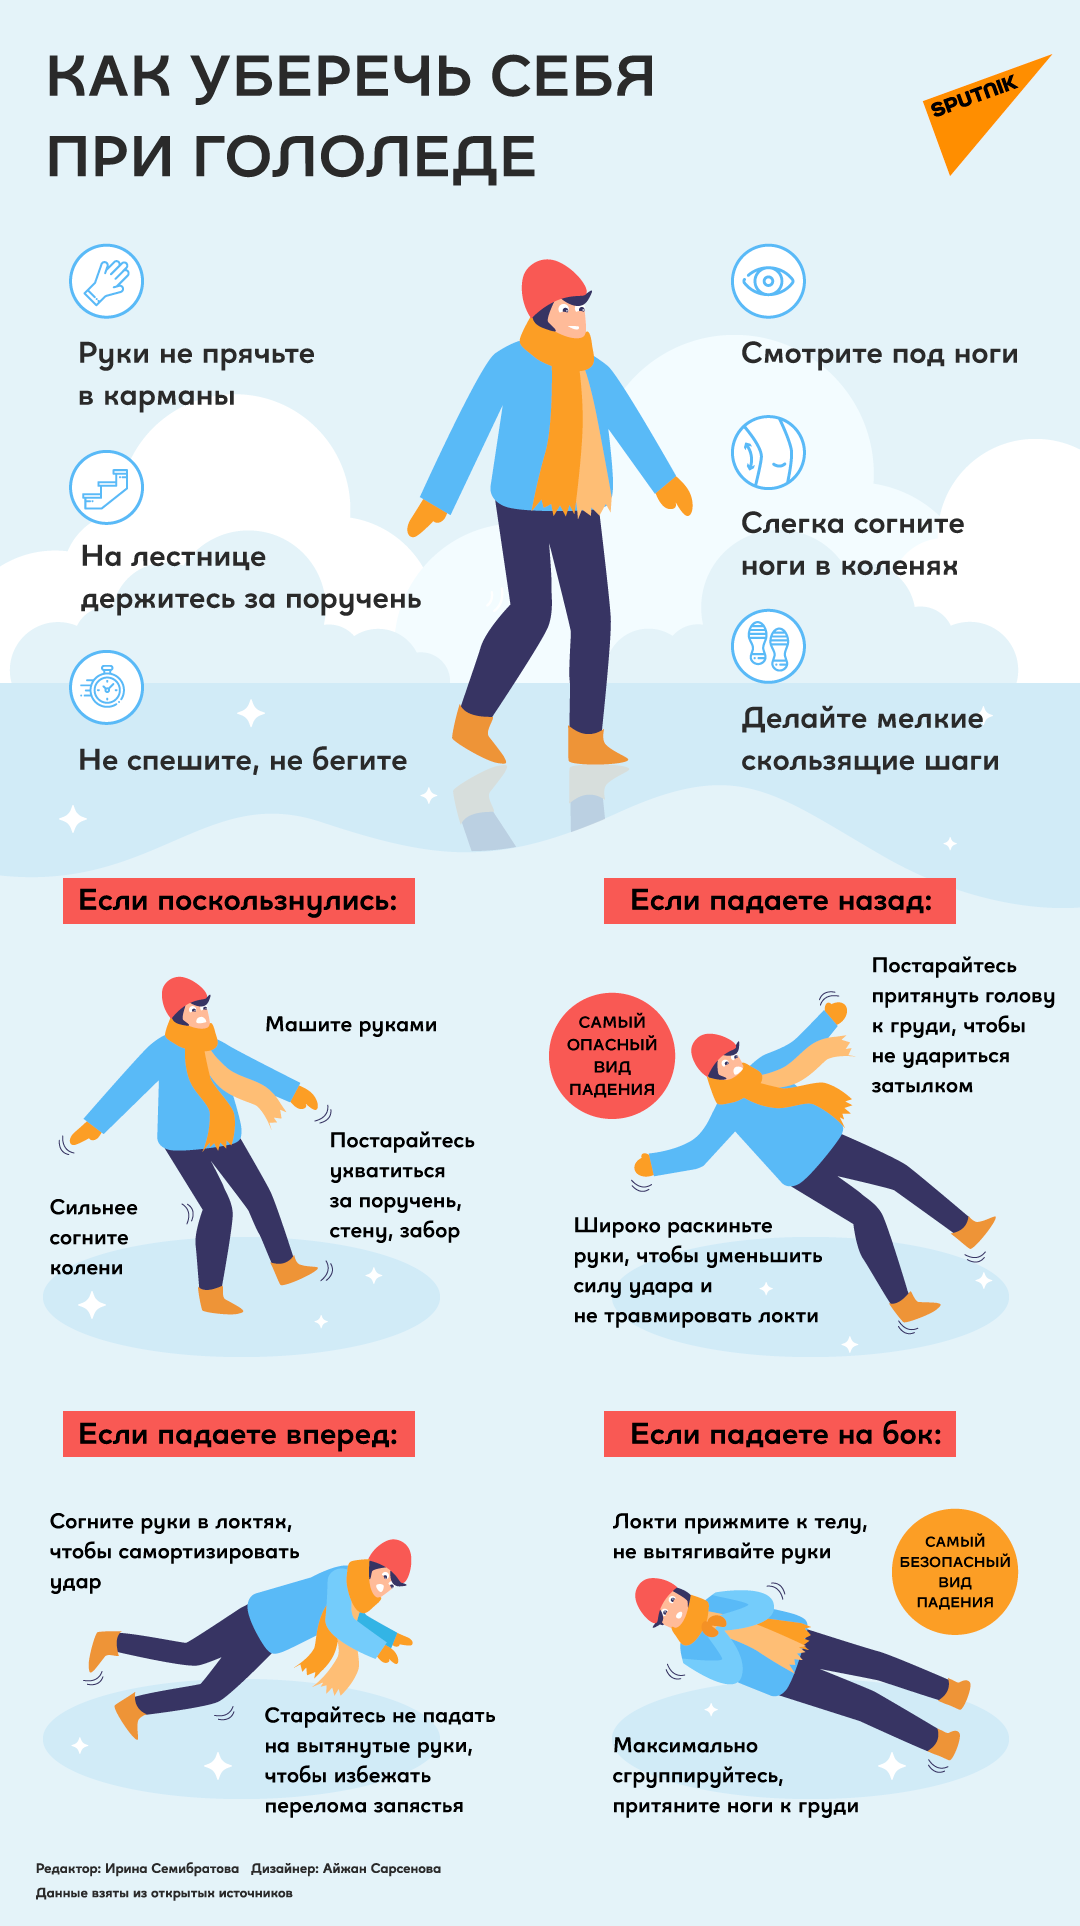 КАК УБЕРЕЧЬ СЕБЯ
ПРИ ГОЛОЛЕДЕ
SPUTNIK
Руки не прячьте
в карманы
На лестнице
держитесь за поручень
Не спешите, не бегите
Смотрите под ноги
Слегка согните
ноги в коленях
Делайте мелкие
скользящие шаги
Если поскользнулись:
Машите руками
Постарайтесь
ухватиться
за поручень,
стену, забор
Сильнее
согните
колени
Если падаете назад:
САМЫЙ
ОПАСНЫЙ
ВИД
ПАДЕНИЯ
Постарайтесь
притянуть голову
к груди, чтобы
не удариться
затылком
Широко раскиньте
руки, чтобы уменьшить
силу удара и
не травмировать локти
Если падаете вперед:
Согните руки в локтях,
чтобы самортизировать
удар
Старайтесь не падать
на вытянутые руки,
чтобы избежать
перелома запястья
Если падаете на бок:
Локти прижмите к телу,
не вытягивайте руки
САМЫЙ
БЕЗОПАСНЫЙ
ВИД
ПАДЕНИЯ
Максимально
сгруппируйтесь,
притяните ноги к груди
Редактор: Ирина Семибратова Дизайнер: Айжан Сарсенова
Данные взяты из открытых источников